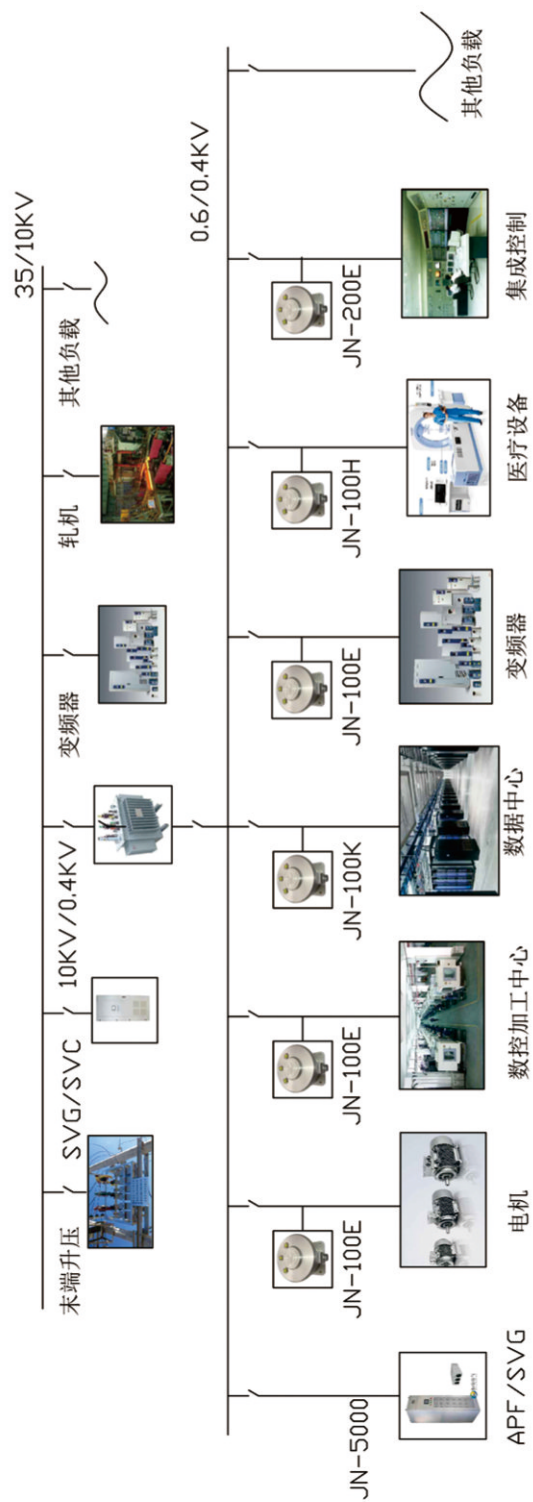 35/10KV
末端升压
SVG/SVC
10KV/0.4KV
变频器
轧机
其他负载
0.6/0.4KV
JN-5000
JN-100E
JN-100E
JN-100K
JN-100E
JN-100H
JN-200E
APF/SVG
电机
数控加工中心
数据中心
变频器
医疗设备
集成控制
其他负载